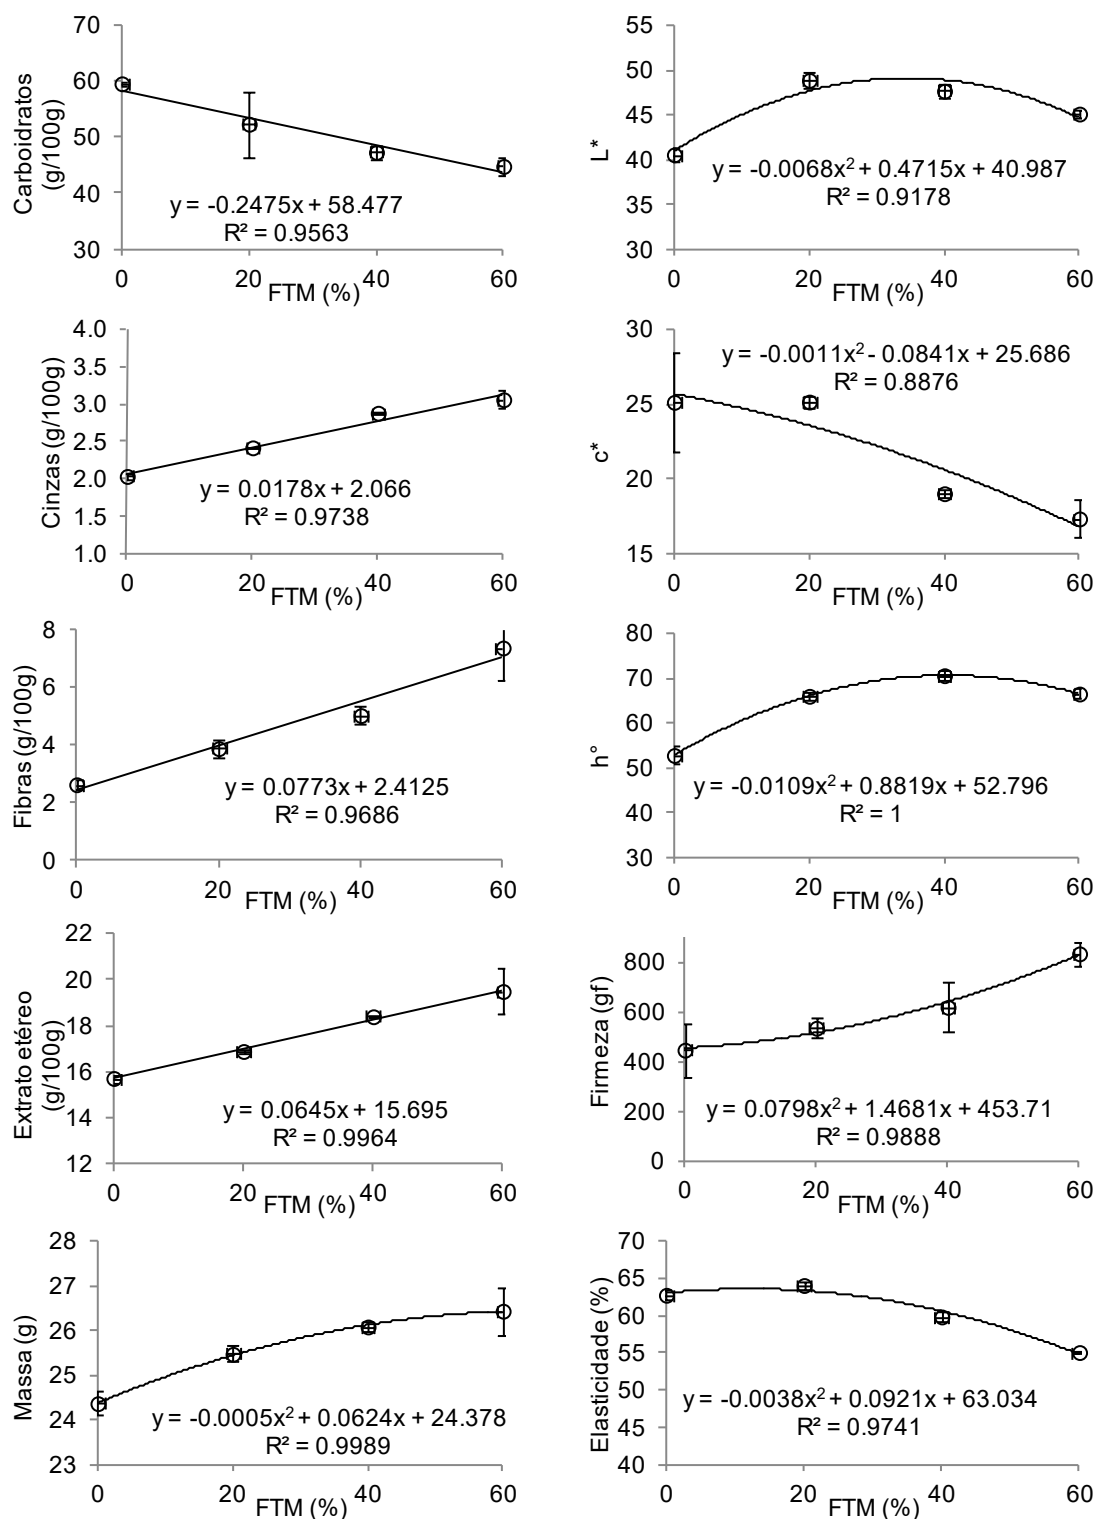 70
60
50
40
30
Carboidratos
(g/100g)
y = -0.2475x + 58.477
R² = 0.9563
0 20 40 60
FTM (%)
55
50
45
40
35
30
L*
y = -0.0068x² + 0.4715x + 40.987
R² = 0.9178
0 20 40 60
FTM (%)
4.0
3.5
3.0
2.5
2.0
1.5
1.0
Cinzas (g/100g)
y = 0.0178x + 2.066
R² = 0.9738
0 20 40 60
FTM (%)
30
25
20
15
c*
y = -0.0011x² - 0.0841x + 25.686
R² = 0.8876
0 20 40 60
FTM (%)
8
6
4
2
0
Fibras (g/100g)
y = 0.0773x + 2.4125
R² = 0.9686
0 20 40 60
FTM (%)
80
70
60
50
40
30
h°
y = -0.0109x² + 0.8819x + 52.796
R² = 1
0 20 40 60
FTM (%)
22
20
18
16
14
12
Extrato etéreo
(g/100g)
y = 0.0645x + 15.695
R² = 0.9964
0 20 40 60
FTM (%)
800
600
400
200
0
Firmeza (gf)
y = 0.0798x² + 1.4681x + 453.71
R² = 0.9888
0 20 40 60
FTM (%)
28
27
26
25
24
23
Massa (g)
y = -0.0005x² + 0.0624x + 24.378
R² = 0.9989
0 20 40 60
FTM (%)
70
65
60
55
50
45
40
Elasticidade (%)
y = -0.0038x² + 0.0921x + 63.034
R² = 0.9741
0 20 40 60
FTM (%)